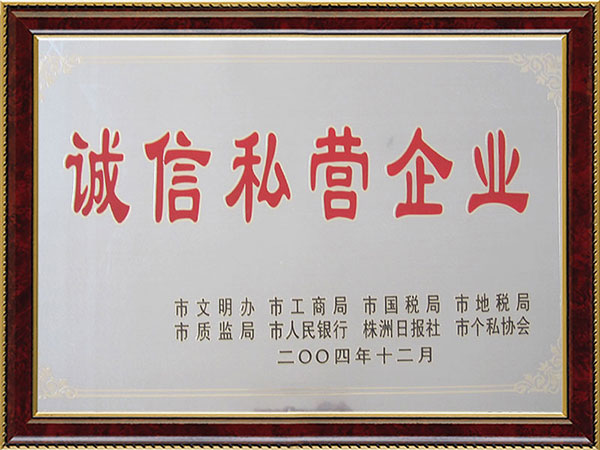 诚信私营企业
市文明办 市工商局 市国税局 市地税局
市质监局 市人民银行 株洲日报社 市个私协会
二〇〇四年十二月